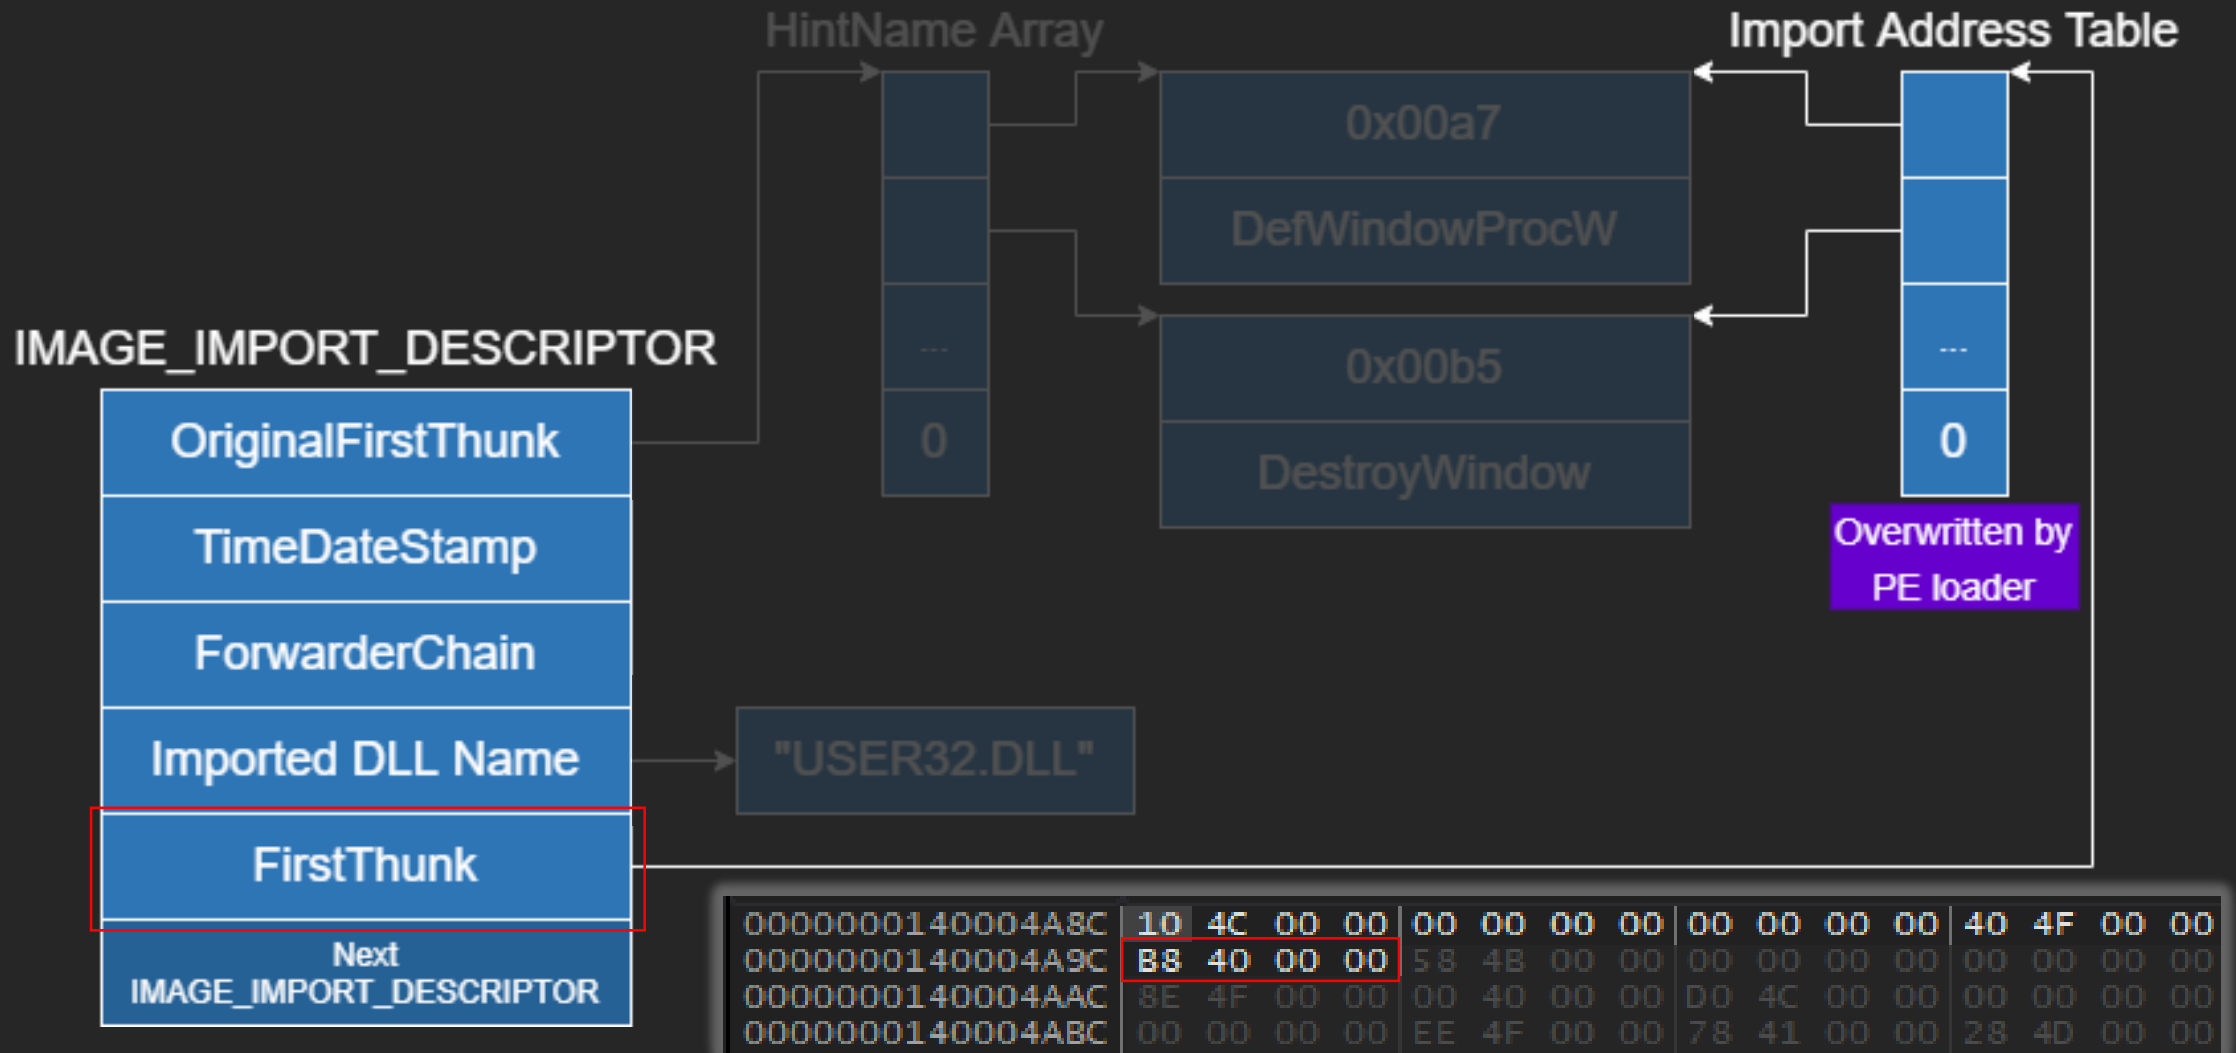 HintName Array
Import Address Table
0x00a7
DefWindowProcW
0x00b5
DestroyWindow
---
0
---
0
Overwritten by
PE loader
IMAGE_IMPORT_DESCRIPTOR
OriginalFirstThunk
TimeDateStamp
ForwarderChain
Imported DLL Name
"USER32.DLL"
FirstThunk
Next
IMAGE_IMPORT_DESCRIPTOR
0000000140004A8C 10 4C 00 00 00 00 00 00 00 00 00 00 40 4F 00 00
0000000140004A9C B8 40 00 00 58 4B 00 00 00 00 00 00 00 00 00 00
0000000140004AAC 8E 4F 00 00 00 40 00 00 D0 4C 00 00 00 00 00 00
0000000140004ABC 00 00 00 00 EE 4F 00 00 78 41 00 00 28 4D 00 00